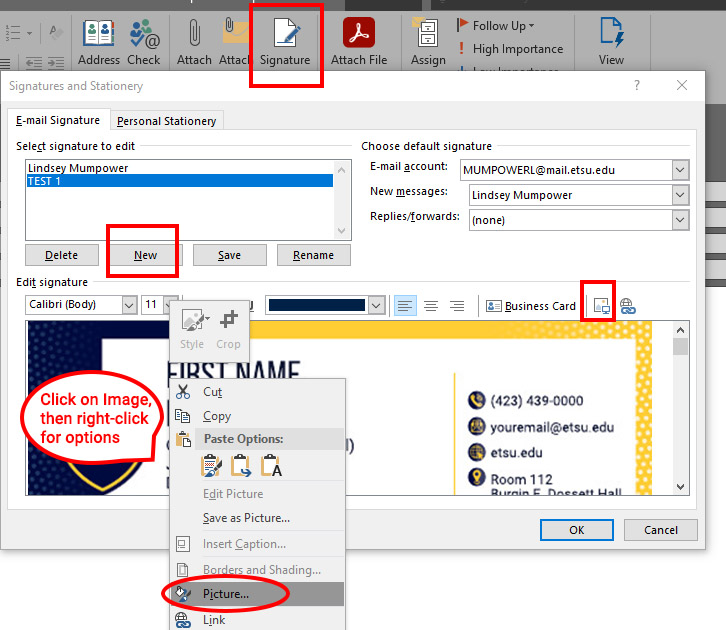 Follow Up
High Importance
Low Importance
Address
Check
Attach
Attach
Signature
Attach File
Assign
View
Signatures and Stationery
?
E-mail Signature
Personal Stationery
Select signature to edit
Choose default signature
Lindsey Mumpower
TEST 1
E-mail account:
MUMPOWERL@mail.etsu.edu
New messages:
Lindsey Mumpower
Replies/forwards:
(none)
Delete
New
Save
Rename
Edit signature
Calibri (Body)
11
U
Business Card
Style
Crop
FIRST NAME
Click on Image,
then right-click
for options
(423) 439-0000
youremail@etsu.edu
etsu.edu
Room 112
Burgin E. Dossett Hall
Cut
Copy
Paste Options:
A
Edit Picture
Save as Picture...
Insert Caption...
Borders and Shading...
Picture...
Link
OK
Cancel